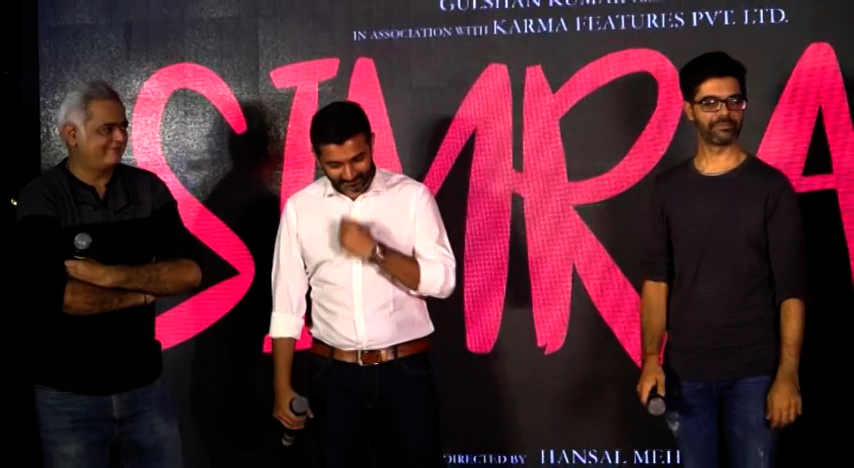 GULSHAN KUMAR
IN ASSOCIATION WITH KARMA FEATURES PVT. LTD.
SIMRA
DIRECTED BY HANSAL MEH